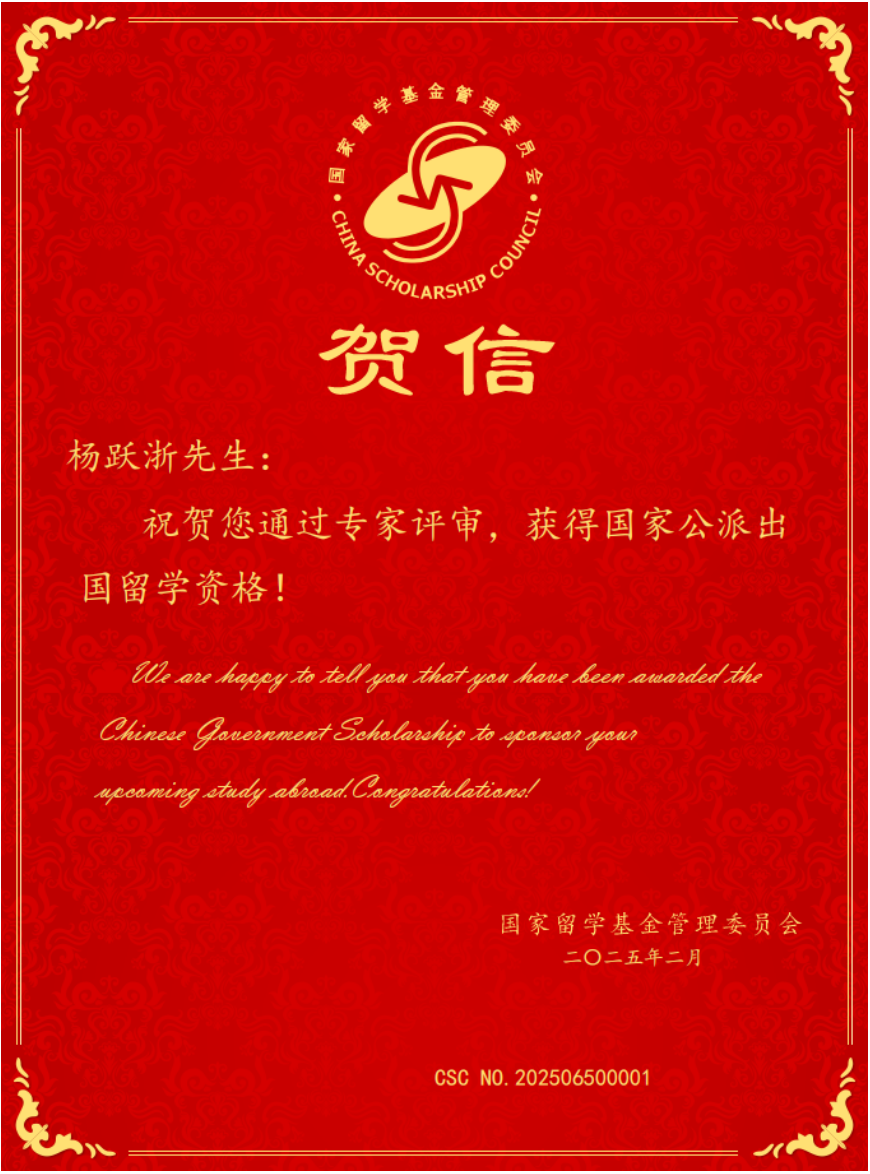 国家留学基金管理委员会
CHINA SCHOLARSHIP COUNCIL
贺信
杨跃浙先生：
祝贺您通过专家评审，获得国家公派出
国留学资格！
We are happy to tell you that you have been awarded the
Chinese Government Scholarship to sponsor your
upcoming study abroad.Congratulations!
国家留学基金管理委员会
二〇二五年二月
CSC NO.202506500001